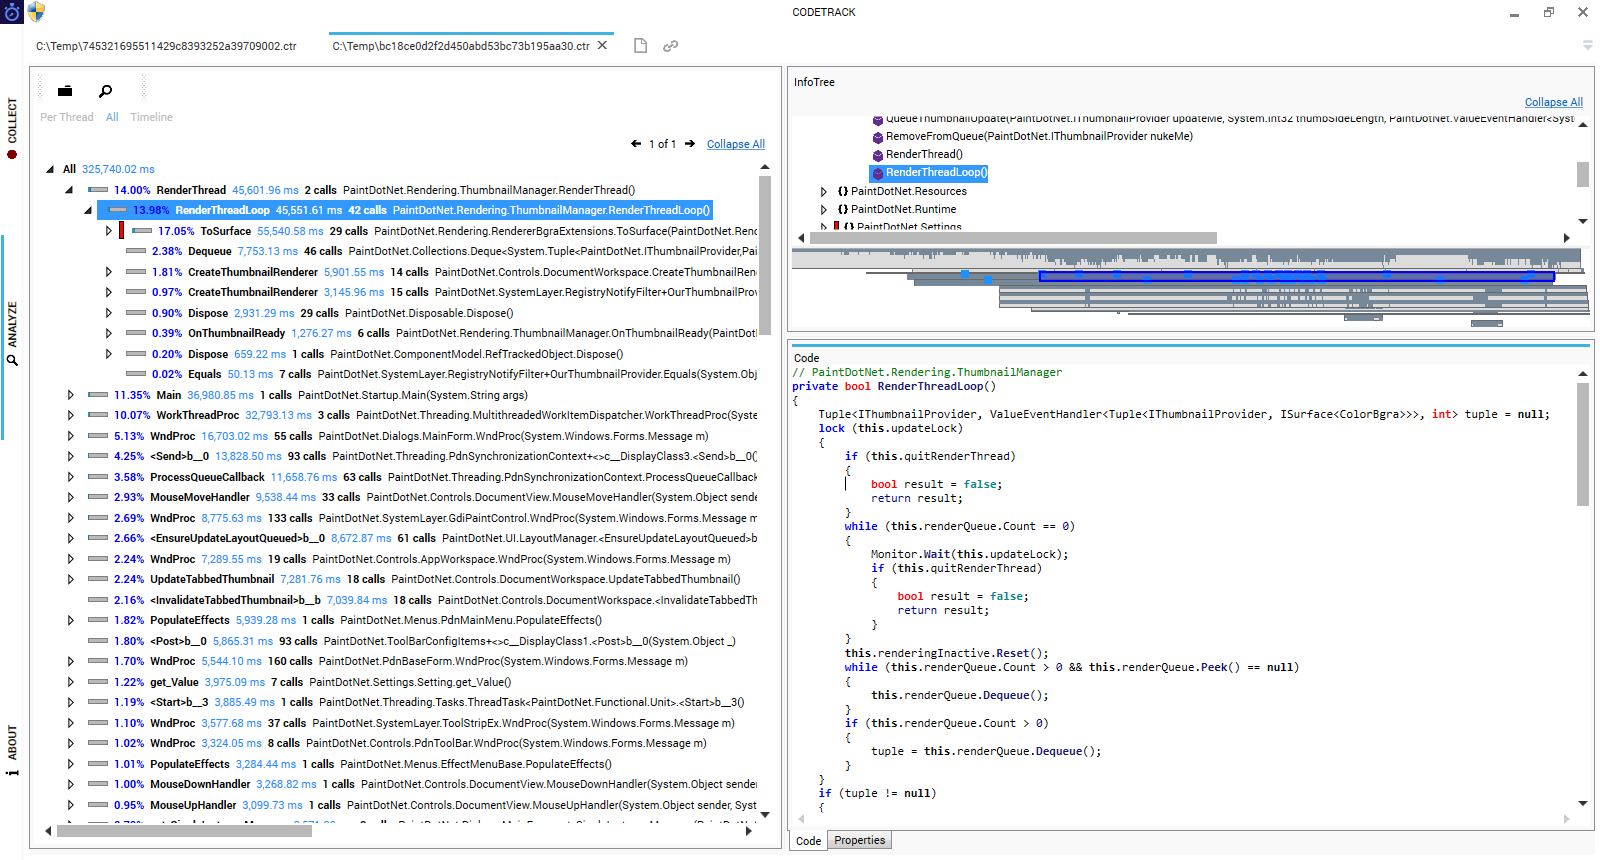 CODETRACK
C:\Temp\745321695511429c8393252a39709002.ctr
C:\Temp\bc18ce0d2f2d450abd53bc73b195aa30.ctr
COLLECT
ANALYZE
ABOUT
Per Thread All Timeline
1 of 1 Collapse All
All 325,740.02 ms
14.00% RenderThread 45,601.96 ms 2 calls PaintDotNet.Rendering.ThumbnailManager.RenderThread()
13.98% RenderThreadLoop 45,551.61 ms 42 calls PaintDotNet.Rendering.ThumbnailManager.RenderThreadLoop()
17.05% ToSurface 55,540.58 ms 29 calls PaintDotNet.Rendering.RendererBgraExtensions.ToSurface(PaintDotNet.Renc
2.38% Dequeue 7,753.13 ms 46 calls PaintDotNet.Collections.Deque<System.Tuple<PaintDotNet.IThumbnailProvider,Pai
1.81% CreateThumbnailRenderer 5,901.55 ms 14 calls PaintDotNet.Controls.DocumentWorkspace.CreateThumbnailRen
0.97% CreateThumbnailRenderer 3,145.96 ms 15 calls PaintDotNet.SystemLayer.RegistryNotifyFilter+OurThumbnailProv
0.90% Dispose 2,931.29 ms 29 calls PaintDotNet.Disposable.Dispose()
0.39% OnThumbnailReady 1,276.27 ms 6 calls PaintDotNet.Rendering.ThumbnailManager.OnThumbnailReady(PaintDotI
0.20% Dispose 659.22 ms 1 calls PaintDotNet.ComponentModel.RefTrackedObject.Dispose()
0.02% Equals 50.13 ms 7 calls PaintDotNet.SystemLayer.RegistryNotifyFilter+OurThumbnailProvider.Equals(System.Obj
11.35% Main 36,980.85 ms 1 calls PaintDotNet.Startup.Main(System.String args)
10.07% WorkThreadProc 32,793.13 ms 3 calls PaintDotNet.Threading.MultithreadedWorkItemDispatcher.WorkThreadProc(Syste
5.13% WndProc 16,703.02 ms 55 calls PaintDotNet.Dialogs.MainForm.WndProc(System.Windows.Forms.Message m)
4.25% <Send>b__0 13,828.50 ms 93 calls PaintDotNet.Threading.PdnSynchronizationContext+<>c__DisplayClass3.<Send>b__0()
3.58% ProcessQueueCallback 11,658.76 ms 63 calls PaintDotNet.Threading.PdnSynchronizationContext.ProcessQueueCallback
2.93% MouseMoveHandler 9,538.44 ms 33 calls PaintDotNet.Controls.DocumentView.MouseMoveHandler(System.Object sende
2.69% WndProc 8,775.63 ms 133 calls PaintDotNet.SystemLayer.GdiPaintControl.WndProc(System.Windows.Forms.Message m
2.66% <EnsureUpdateLayoutQueued>b__0 8,672.87 ms 61 calls PaintDotNet.UI.LayoutManager.<EnsureUpdateLayoutQueued>b
2.24% WndProc 7,289.55 ms 19 calls PaintDotNet.Controls.AppWorkspace.WndProc(System.Windows.Forms.Message m)
2.24% UpdateTabbedThumbnail 7,281.76 ms 18 calls PaintDotNet.Controls.DocumentWorkspace.UpdateTabbedThumbnail()
2.16% <InvalidateTabbedThumbnail>b__b 7,039.84 ms 18 calls PaintDotNet.Controls.DocumentWorkspace.<InvalidateTabbedTh
1.82% PopulateEffects 5,939.28 ms 1 calls PaintDotNet.Menus.PdnMainMenu.PopulateEffects()
1.80% <Post>b__0 5,865.31 ms 93 calls PaintDotNet.ToolBarConfigItems+<>c__DisplayClass1.<Post>b__0(System.Object _)
1.70% WndProc 5,544.10 ms 160 calls PaintDotNet.PdnBaseForm.WndProc(System.Windows.Forms.Message m)
1.22% get_Value 3,975.09 ms 7 calls PaintDotNet.Settings.Setting.get_Value()
1.19% <Start>b__3 3,885.49 ms 1 calls PaintDotNet.Threading.Tasks.ThreadTask<PaintDotNet.Functional.Unit>.<Start>b__3()
1.10% WndProc 3,577.68 ms 37 calls PaintDotNet.SystemLayer.ToolStripEx.WndProc(System.Windows.Forms.Message m)
1.02% WndProc 3,324.05 ms 8 calls PaintDotNet.Controls.PdnToolBar.WndProc(System.Windows.Forms.Message m)
1.01% PopulateEffects 3,284.44 ms 1 calls PaintDotNet.Menus.EffectMenuBase.PopulateEffects()
1.00% MouseDownHandler 3,268.82 ms 1 calls PaintDotNet.Controls.DocumentView.MouseDownHandler(System.Object sender
0.95% MouseUpHandler 3,099.73 ms 1 calls PaintDotNet.Controls.DocumentView.MouseUpHandler(System.Object sender, Syst
InfoTree
Collapse All
QueueThumbnailUpdate(PaintDotNet.IThumbnailProvider updateMe, System.Int32 thumbSideLength, PaintDotNet.ValueEventHandler<Syst
RemoveFromQueue(PaintDotNet.IThumbnailProvider nukeMe)
RenderThread()
RenderThreadLoop()
{} PaintDotNet.Resources
{} PaintDotNet.Runtime
{} PaintDotNet.Settings
Code
// PaintDotNet.Rendering.ThumbnailManager
private bool RenderThreadLoop()
{
Tuple<IThumbnailProvider, ValueEventHandler<Tuple<IThumbnailProvider, ISurface<ColorBgra>>>, int> tuple = null;
lock (this.updateLock)
{
if (this.quitRenderThread)
{
bool result = false;
return result;
}
while (this.renderQueue.Count == 0)
{
Monitor.Wait(this.updateLock);
if (this.quitRenderThread)
{
bool result = false;
return result;
}
}
this.renderingInactive.Reset();
while (this.renderQueue.Count > 0 && this.renderQueue.Peek() == null)
{
this.renderQueue.Dequeue();
}
if (this.renderQueue.Count > 0)
{
tuple = this.renderQueue.Dequeue();
}
}
if (tuple != null)
{
Code Properties